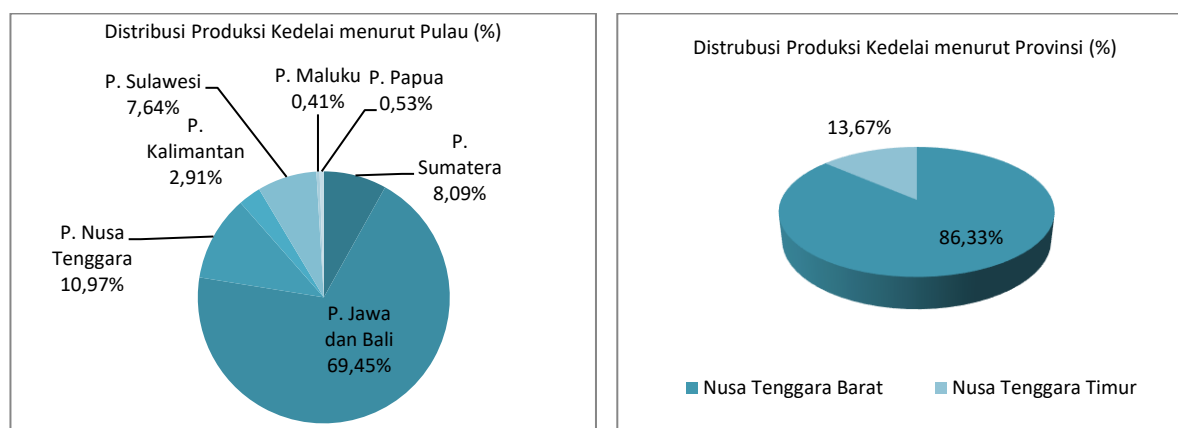 Distribusi Produksi Kedelai menurut Pulau (%)
P. Sulawesi
7,64%
P. Maluku
0,41%
P. Papua
0,53%
P.
Kalimantan
2,91%
P.
Sumatera
8,09%
P. Nusa
Tenggara
10,97%
P. Jawa
dan Bali
69,45%
Distrubusi Produksi Kedelai menurut Provinsi (%)
13,67%
86,33%
Nusa Tenggara Barat
Nusa Tenggara Timur